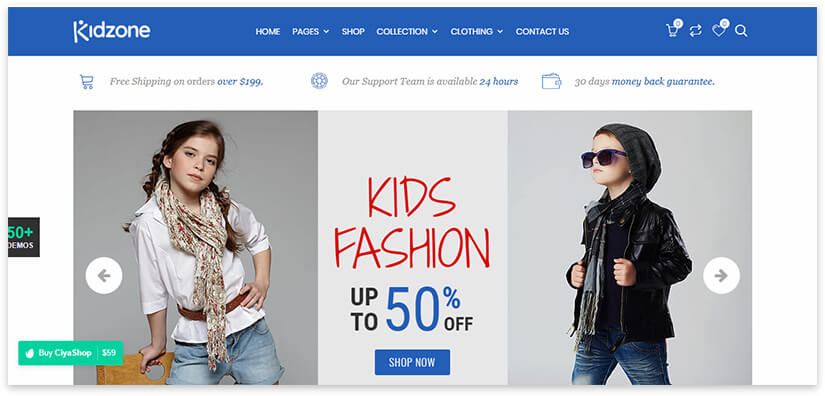 Kidzone
HOME PAGES SHOP COLLECTION CLOTHING CONTACT US
0 0
Free Shipping on orders over $199.
Our Support Team is available 24 hours
30 days money back guarantee.
KIDS
FASHION
UP
TO
50%
OFF
SHOP NOW
50+
DEMOS
Buy CiyaShop $59